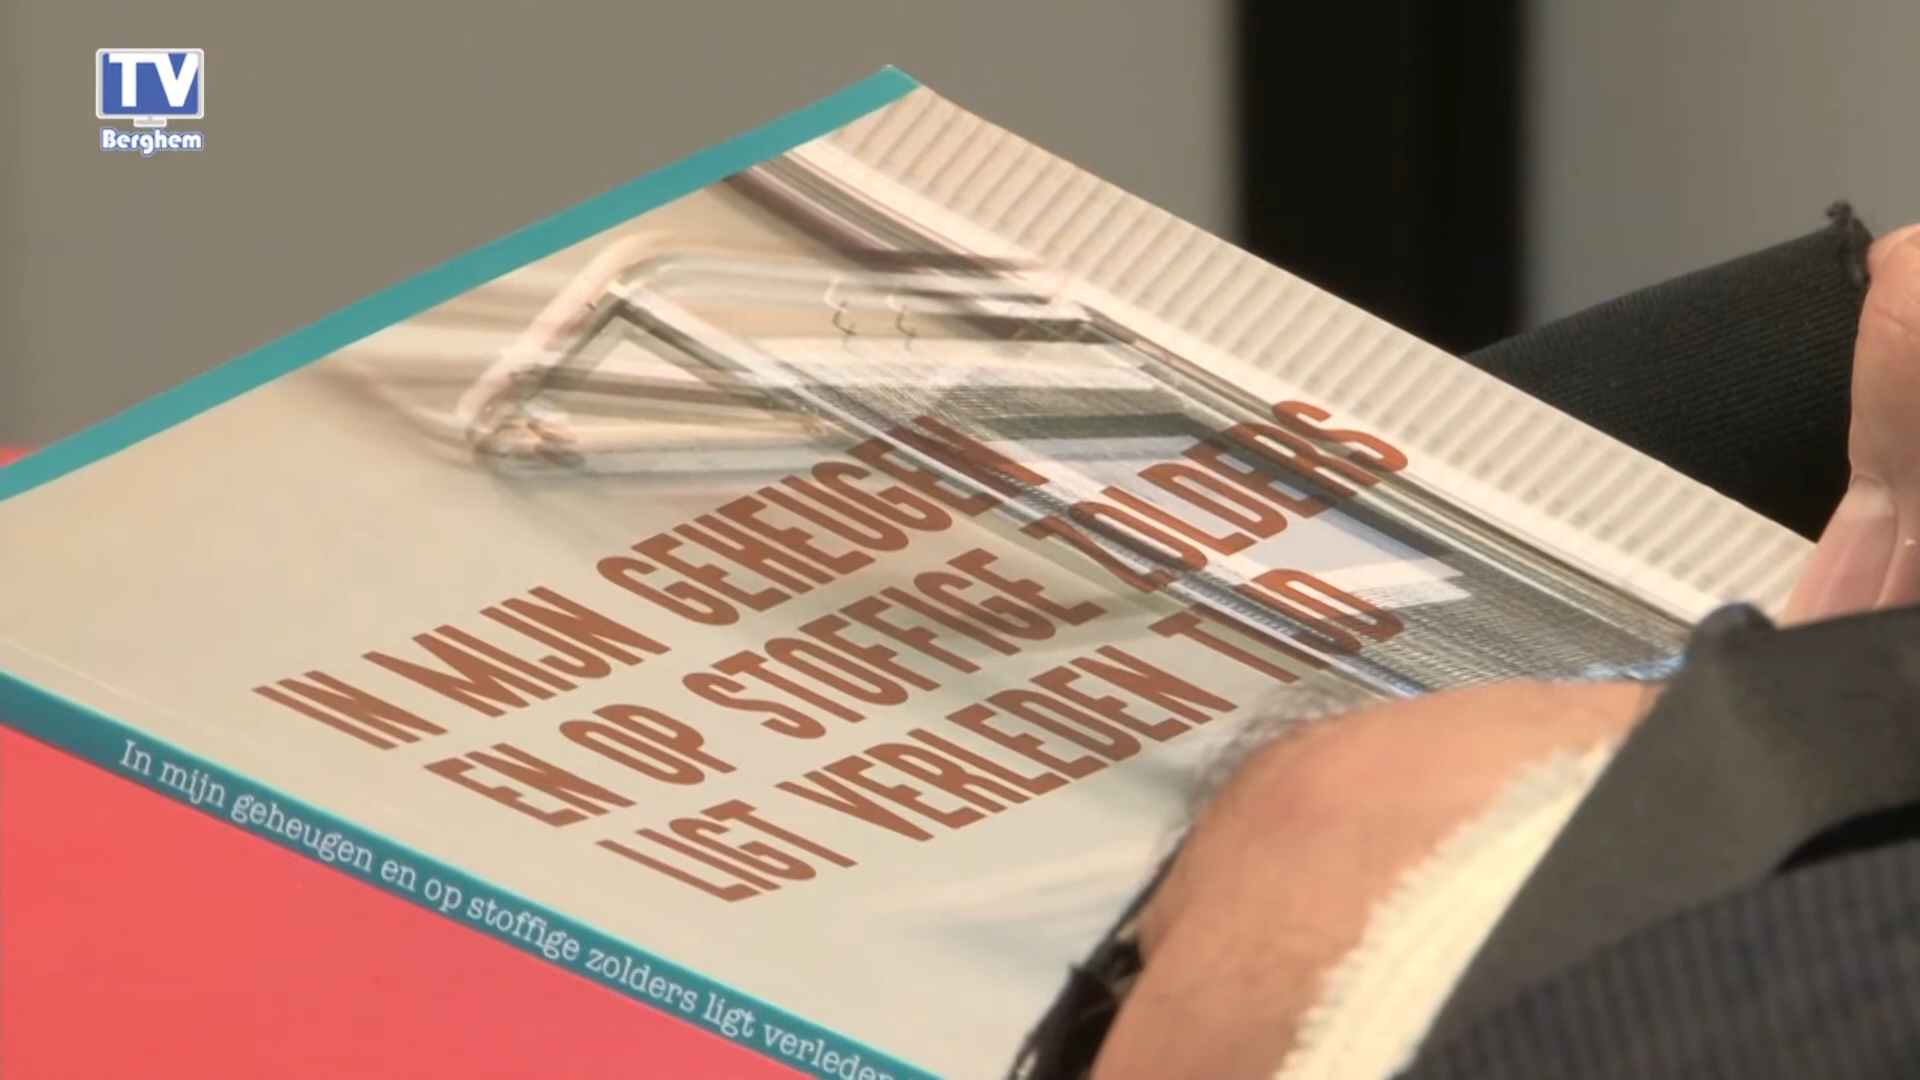 TV
Berghem
IN MIJN GEHEUGEN
EN OP STOFFIGE ZOLDERS
LIGT VERLEDEN TIJD
In mijn geheugen en op stoffige zolders ligt verleden